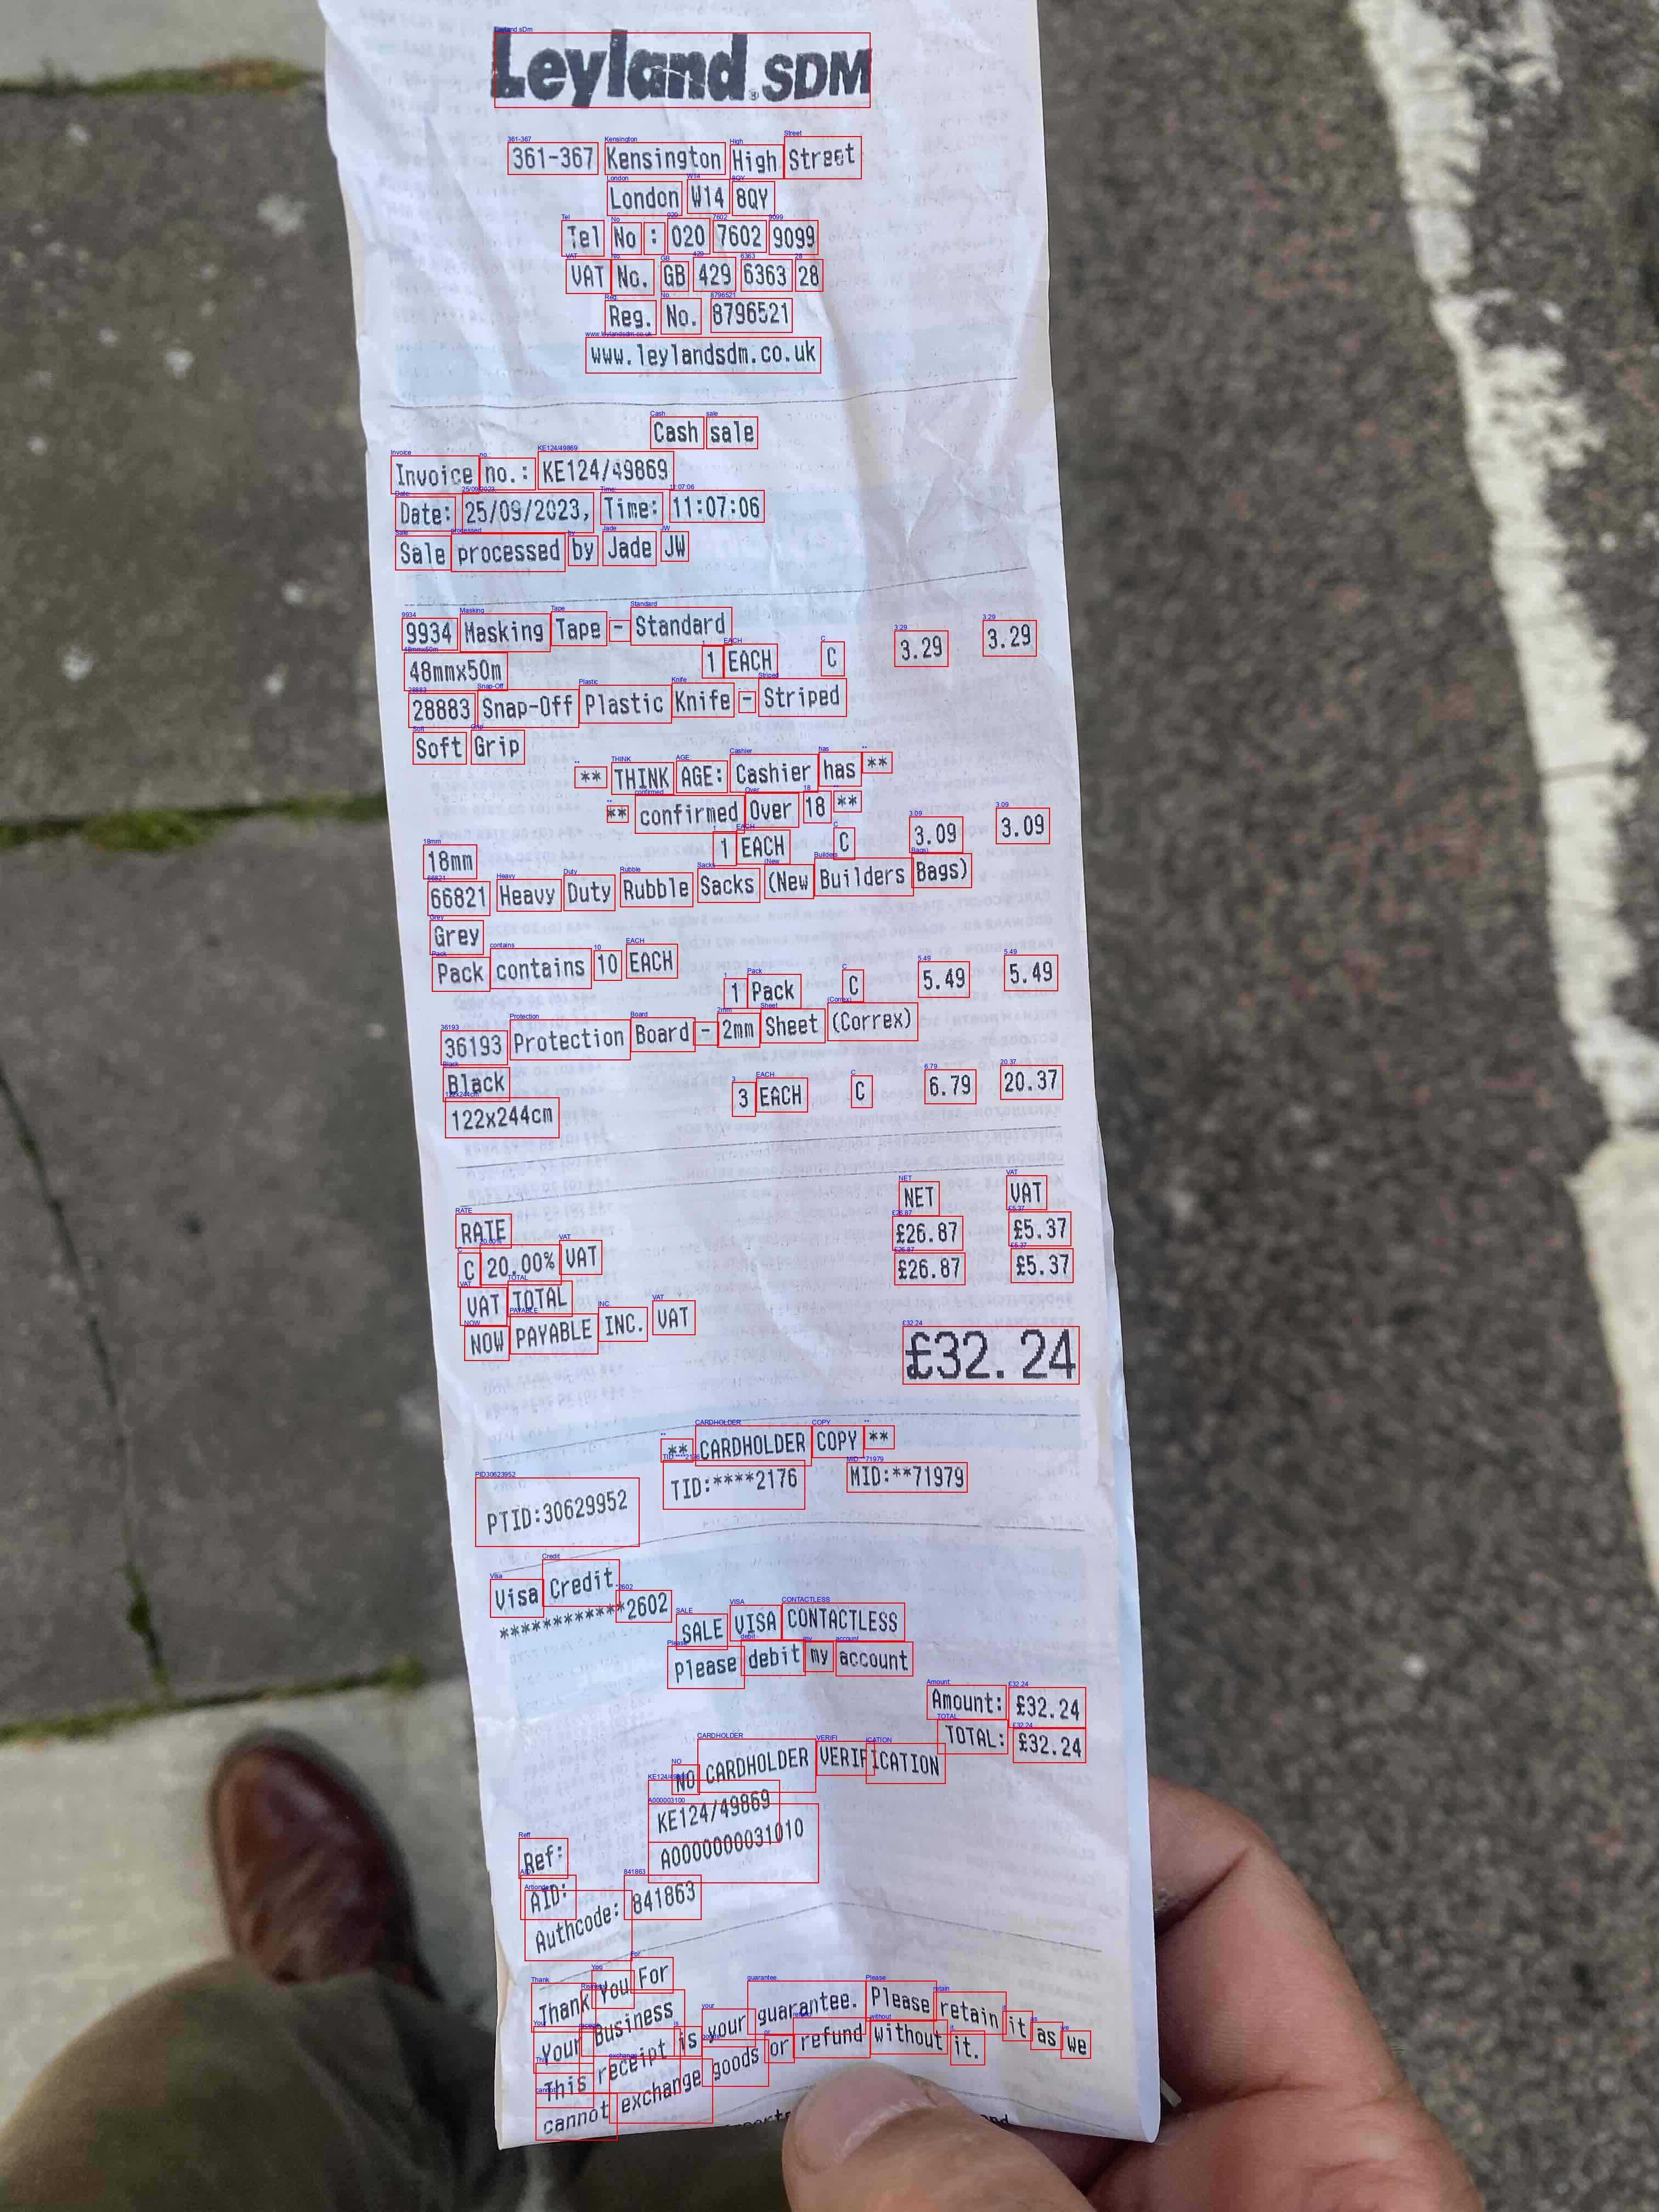 Leyland SDM
361-367 Kensington High Street
London W14 8QY
Tel No : 020 7602 9099
VAT No. GB 429 6363 28
Reg. No. 8796521
www.leylandsdm.co.uk
Cash sale
Invoice no.: KE124/49869
Date: 25/09/2023, Time: 11:07:06
Sale processed by Jade JW
9934 Masking Tape - Standard
48mmx50m 1 EACH C 3.29 3.29
28883 Snap-Off Plastic Knife - Striped
Soft Grip
** THINK AGE: Cashier has **
** confirmed Over 18 **
18mm 1 EACH C 3.09 3.09
66821 Heavy Duty Rubble Sacks (New Builders Bags)
Grey
Pack contains 10 EACH
1 Pack C 5.49 5.49
36193 Protection Board - 2mm Sheet (Correx)
Black
122x244cm 3 EACH C 6.79 20.37
RATE NET VAT
C 20.00% VAT £26.87 £5.37
VAT TOTAL £26.87 £5.37
NOW PAYABLE INC. VAT £32.24
** CARDHOLDER COPY **
PTID:30629952 TID:****2176 MID:**71979
Visa Credit
************2602
SALE VISA CONTACTLESS
Please debit my account
Amount: £32.24
TOTAL: £32.24
NO CARDHOLDER VERIFICATION
Ref: KE124/49869
AID: A0000000031010
Authcode: 841863
Thank You For
Your Business
This receipt is your guarantee. Please retain it as we
cannot exchange goods or refund without it.